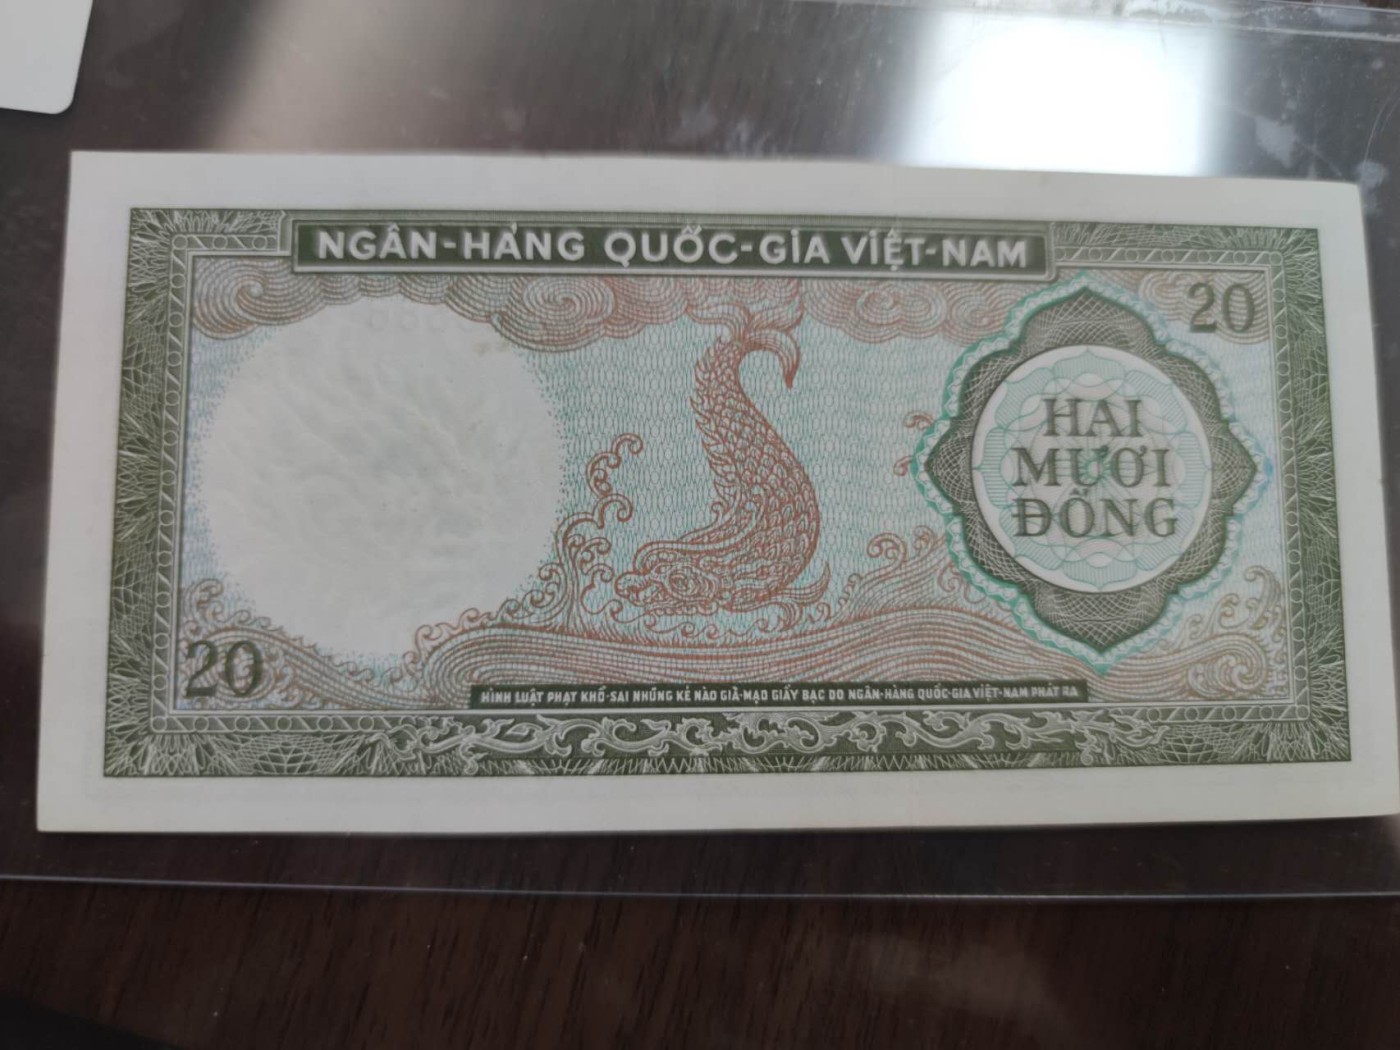 NGÂN-HÀNG QUỐC-GIA VIỆT-NAM
20
HAI
MƯƠI
ĐỒNG
20
HÌNH LUẬT PHẠT KHỔ-SAI NHỮNG KẺ NÀO GIẢ-MẠO GIẤY BẠC DO NGÂN-HÀNG QUỐC-GIA VIỆT-NAM PHÁT RA